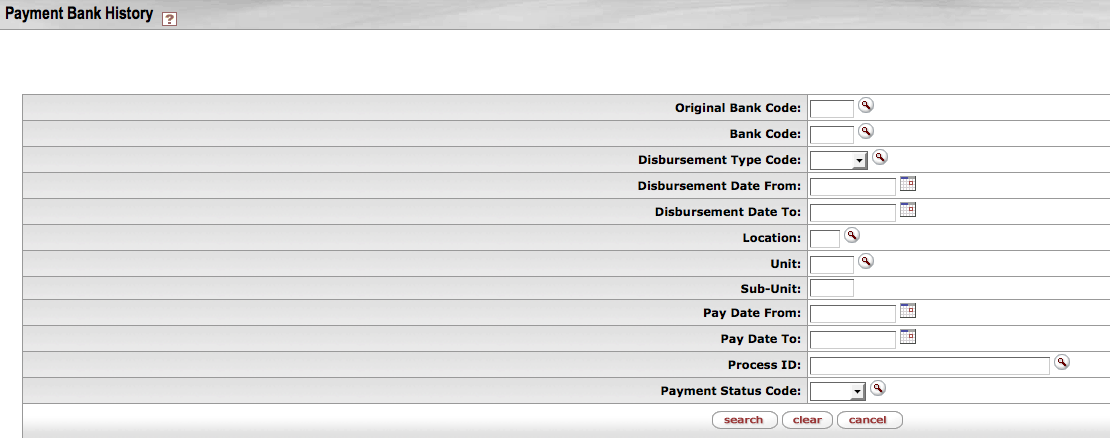 Payment Bank History ?
Original Bank Code:
Bank Code:
Disbursement Type Code:
Disbursement Date From:
Disbursement Date To:
Location:
Unit:
Sub-Unit:
Pay Date From:
Pay Date To:
Process ID:
Payment Status Code:
search clear cancel